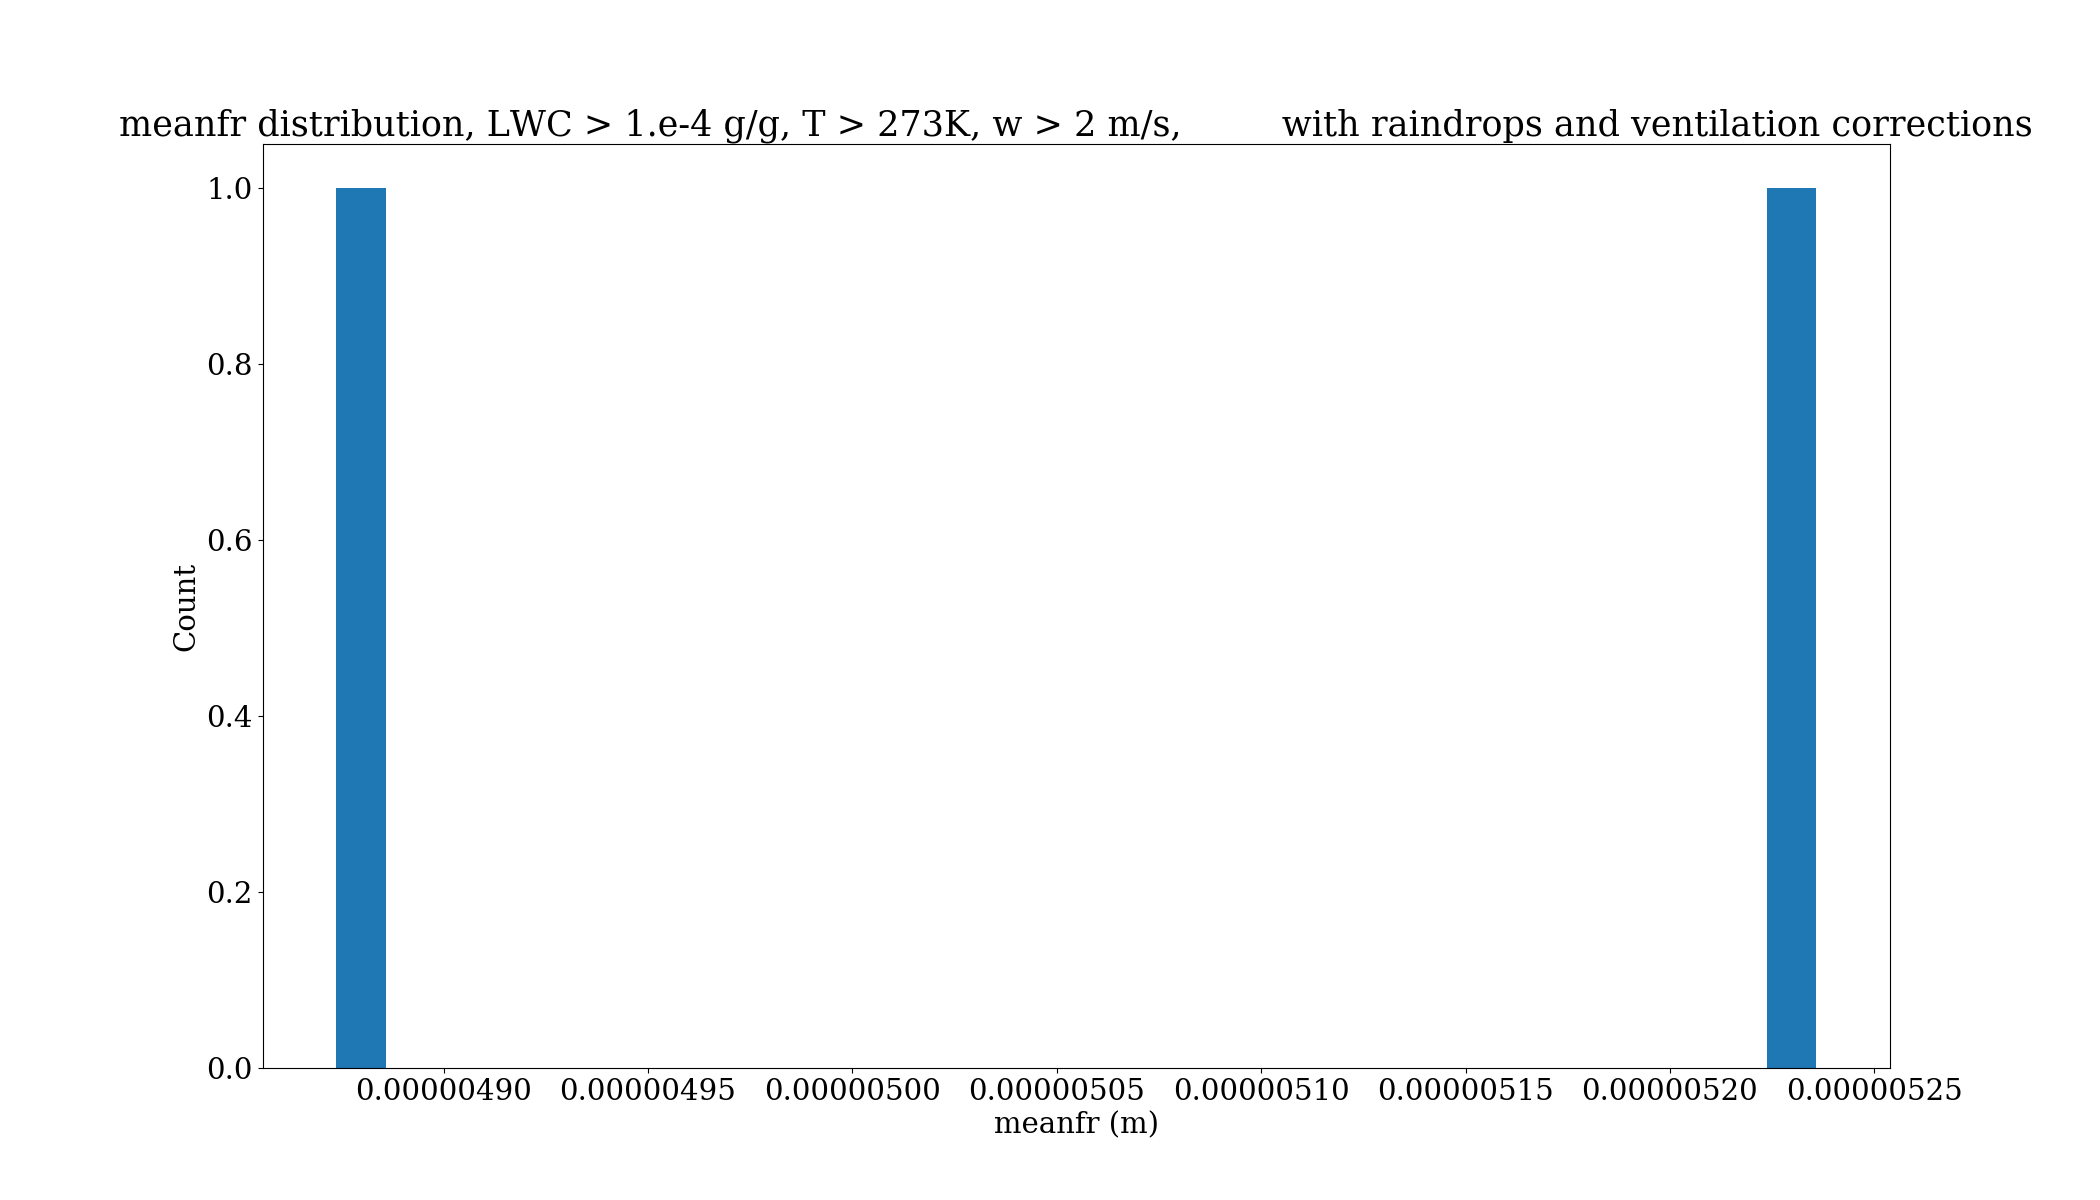 meanfr distribution, LWC > 1.e-4 g/g, T > 273K, w > 2 m/s,         with raindrops and ventilation corrections
1.0
0.8
0.6
0.4
0.2
0.0
Count
0.00000490 0.00000495 0.00000500 0.00000505 0.00000510 0.00000515 0.00000520 0.00000525
meanfr (m)